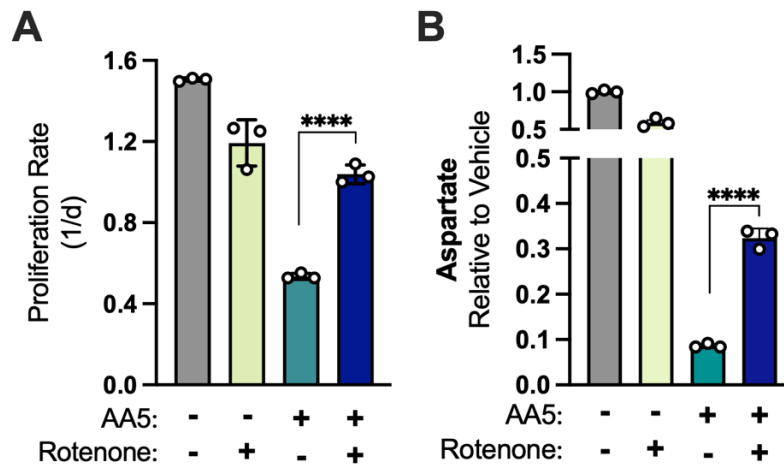 A
Proliferation Rate
(1/d)
1.6
1.2
0.8
0.4
0.0
****
AA5: - - + +
Rotenone: - + - +
B
Aspartate
Relative to Vehicle
1.5
1.0
0.5
0.5
0.4
0.3
0.2
0.1
0.0
****
AA5: - - + +
Rotenone: - + - +